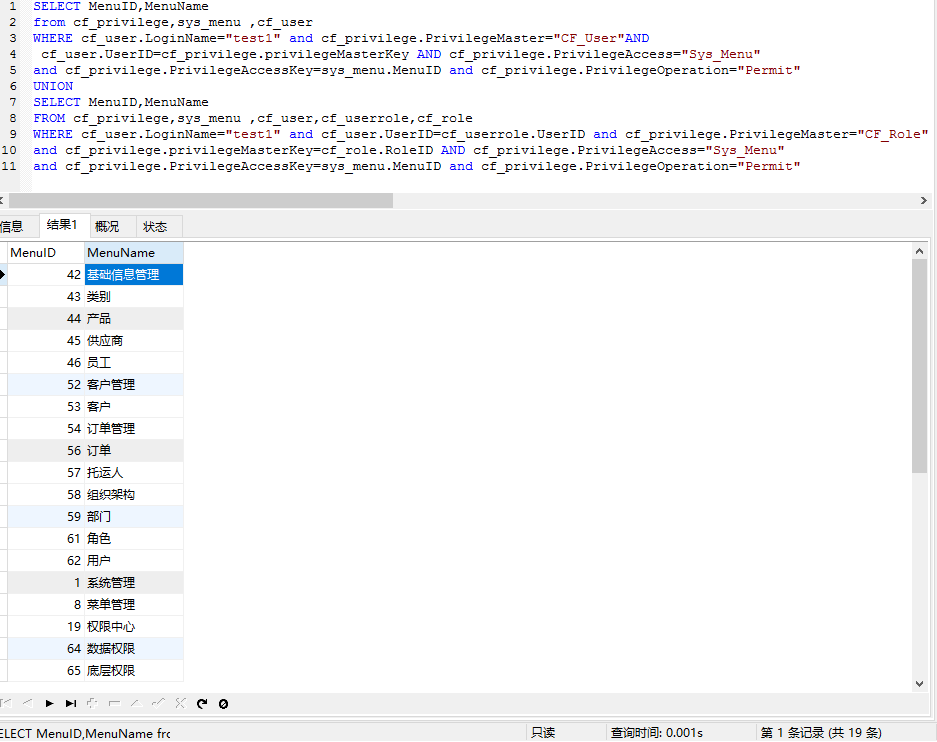 1 SELECT MenuID,MenuName
2 from cf_privilege,sys_menu ,cf_user
3 WHERE cf_user.LoginName="test1" and cf_privilege.PrivilegeMaster="CF_User"AND
4 cf_user.UserID=cf_privilege.privilegeMasterKey AND cf_privilege.PrivilegeAccess="Sys_Menu"
5 and cf_privilege.PrivilegeAccessKey=sys_menu.MenuID and cf_privilege.PrivilegeOperation="Permit"
6 UNION
7 SELECT MenuID,MenuName
8 FROM cf_privilege,sys_menu ,cf_user,cf_userrole,cf_role
9 WHERE cf_user.LoginName="test1" and cf_user.UserID=cf_userrole.UserID and cf_privilege.PrivilegeMaster="CF_Role"
10 and cf_privilege.privilegeMasterKey=cf_role.RoleID AND cf_privilege.PrivilegeAccess="Sys_Menu"
11 and cf_privilege.PrivilegeAccessKey=sys_menu.MenuID and cf_privilege.PrivilegeOperation="Permit"
信息 结果1 概况 状态
MenuID MenuName
42 基础信息管理
43 类别
44 产品
45 供应商
46 员工
52 客户管理
53 客户
54 订单管理
56 订单
57 托运人
58 组织架构
59 部门
61 角色
62 用户
1 系统管理
8 菜单管理
19 权限中心
64 数据权限
65 底层权限
ELECT MenuID,MenuName frc 只读 查询时间: 0.001s 第 1 条记录 (共 19 条)